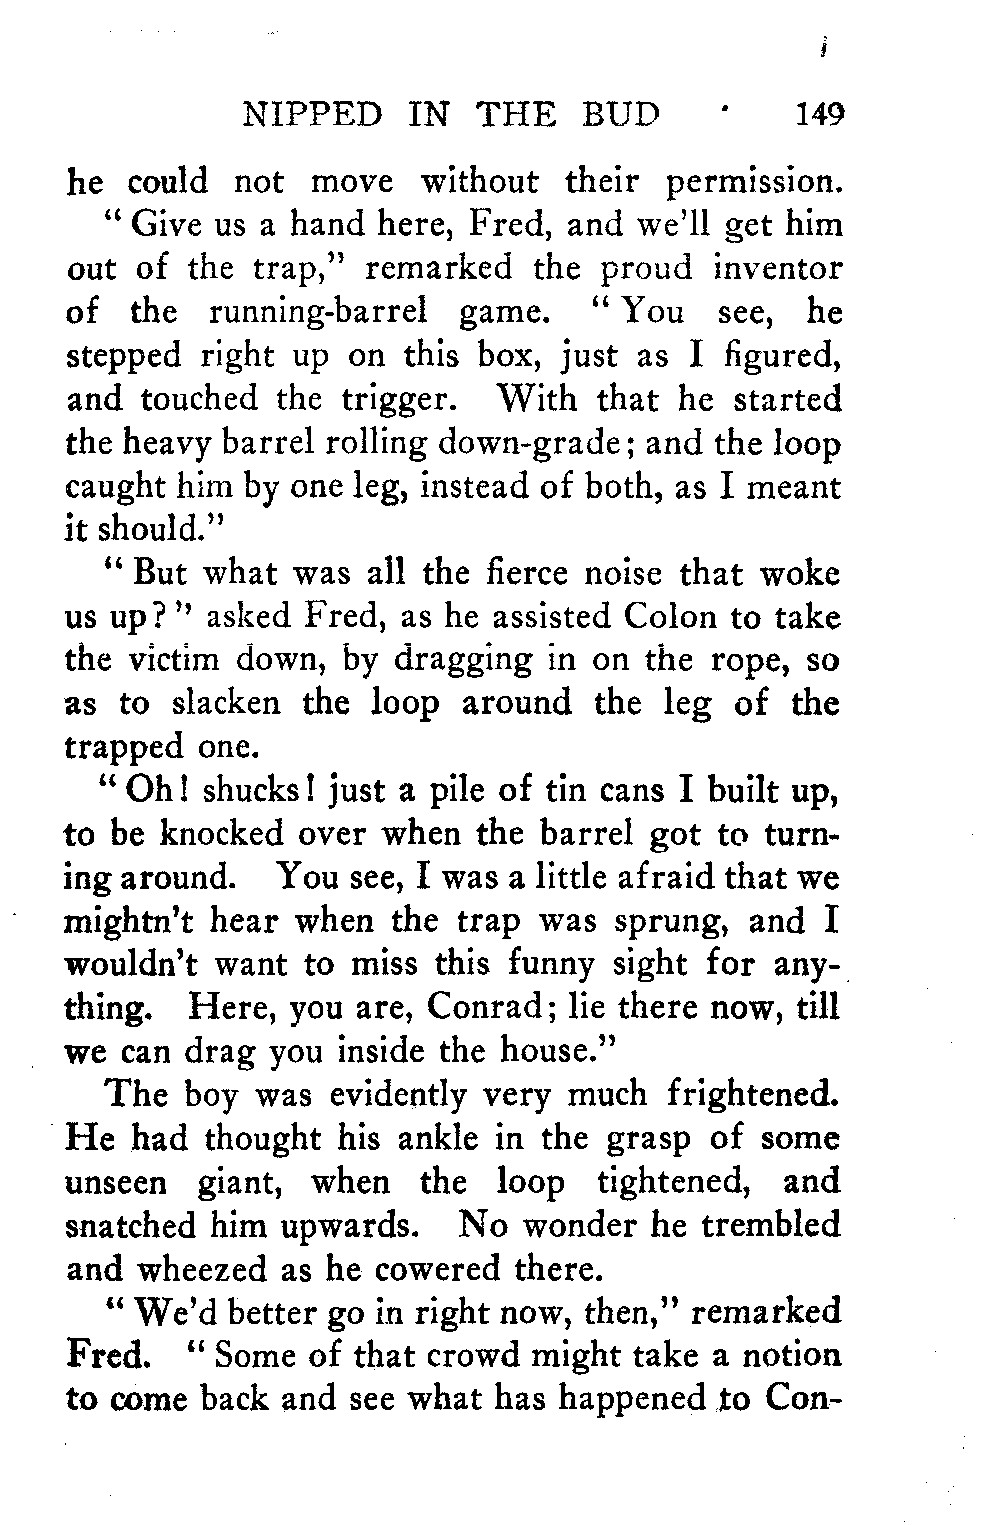 NIPPED IN THE BUD 149
he could not move without their permission.
“Give us a hand here, Fred, and we’ll get him
out of the trap,” remarked the proud inventor
of the running-barrel game. “You see, he
stepped right up on this box, just as I figured,
and touched the trigger. With that he started
the heavy barrel rolling down-grade; and the loop
caught him by one leg, instead of both, as I meant
it should.”
“But what was all the fierce noise that woke
us up?” asked Fred, as he assisted Colon to take
the victim down, by dragging in on the rope, so
as to slacken the loop around the leg of the
trapped one.
“Oh! shucks! just a pile of tin cans I built up,
to be knocked over when the barrel got to turn-
ing around. You see, I was a little afraid that we
mightn’t hear when the trap was sprung, and I
wouldn’t want to miss this funny sight for any-
thing. Here, you are, Conrad; lie there now, till
we can drag you inside the house.”
The boy was evidently very much frightened.
He had thought his ankle in the grasp of some
unseen giant, when the loop tightened, and
snatched him upwards. No wonder he trembled
and wheezed as he cowered there.
“We’d better go in right now, then,” remarked
Fred. “Some of that crowd might take a notion
to come back and see what has happened to Con-